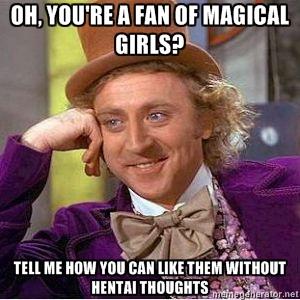 OH, YOU'RE A FAN OF MAGICAL
GIRLS?
TELL ME HOW YOU CAN LIKE THEM WITHOUT
HENTAI THOUGHTS
memegenerator.net